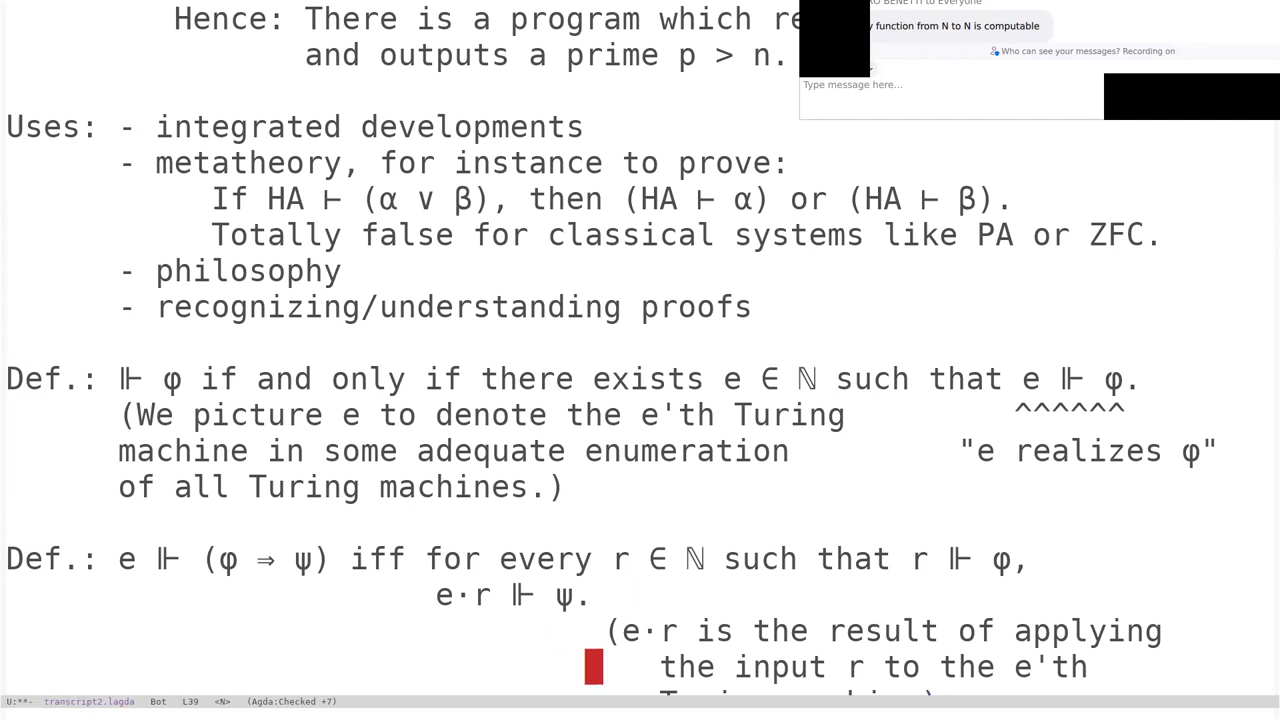 Hence: There is a program which re
and outputs a prime p > n.
ETTI to Everyone
function from N to N is computable
Who can see your messages? Recording on
Type message here...
Uses: - integrated developments
- metatheory, for instance to prove:
If HA ⊢ (α ∨ β), then (HA ⊢ α) or (HA ⊢ β).
Totally false for classical systems like PA or ZFC.
- philosophy
- recognizing/understanding proofs
Def.: ⊩ φ if and only if there exists e ∈ ℕ such that e ⊩ φ.
(We picture e to denote the e'th Turing ^^^^^^
machine in some adequate enumeration "e realizes φ"
of all Turing machines.)
Def.: e ⊩ (φ ⇒ ψ) iff for every r ∈ ℕ such that r ⊩ φ,
e·r ⊩ ψ.
(e·r is the result of applying
the input r to the e'th
U:**- transcript2.lagda Bot L39 <N> (Agda:Checked +7)